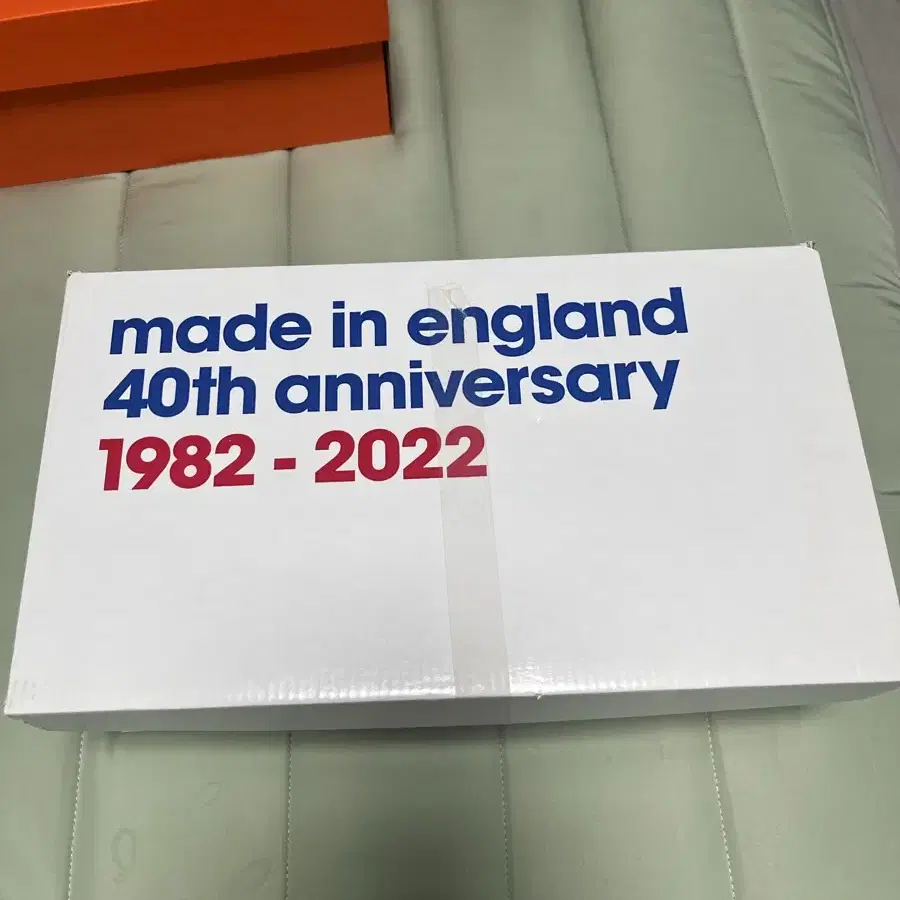 made in england
40th anniversary
1982 - 2022